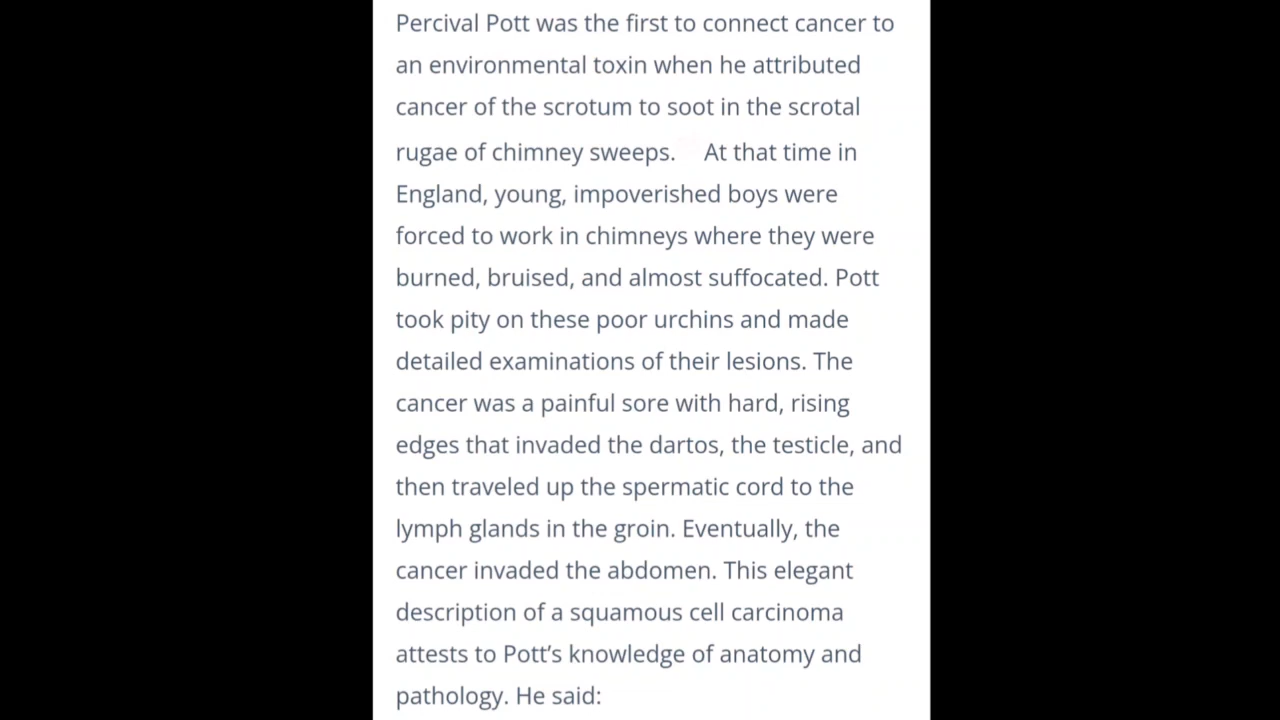 Percival Pott was the first to connect cancer to
an environmental toxin when he attributed
cancer of the scrotum to soot in the scrotal
rugae of chimney sweeps. At that time in
England, young, impoverished boys were
forced to work in chimneys where they were
burned, bruised, and almost suffocated. Pott
took pity on these poor urchins and made
detailed examinations of their lesions. The
cancer was a painful sore with hard, rising
edges that invaded the dartos, the testicle, and
then traveled up the spermatic cord to the
lymph glands in the groin. Eventually, the
cancer invaded the abdomen. This elegant
description of a squamous cell carcinoma
attests to Pott’s knowledge of anatomy and
pathology. He said: